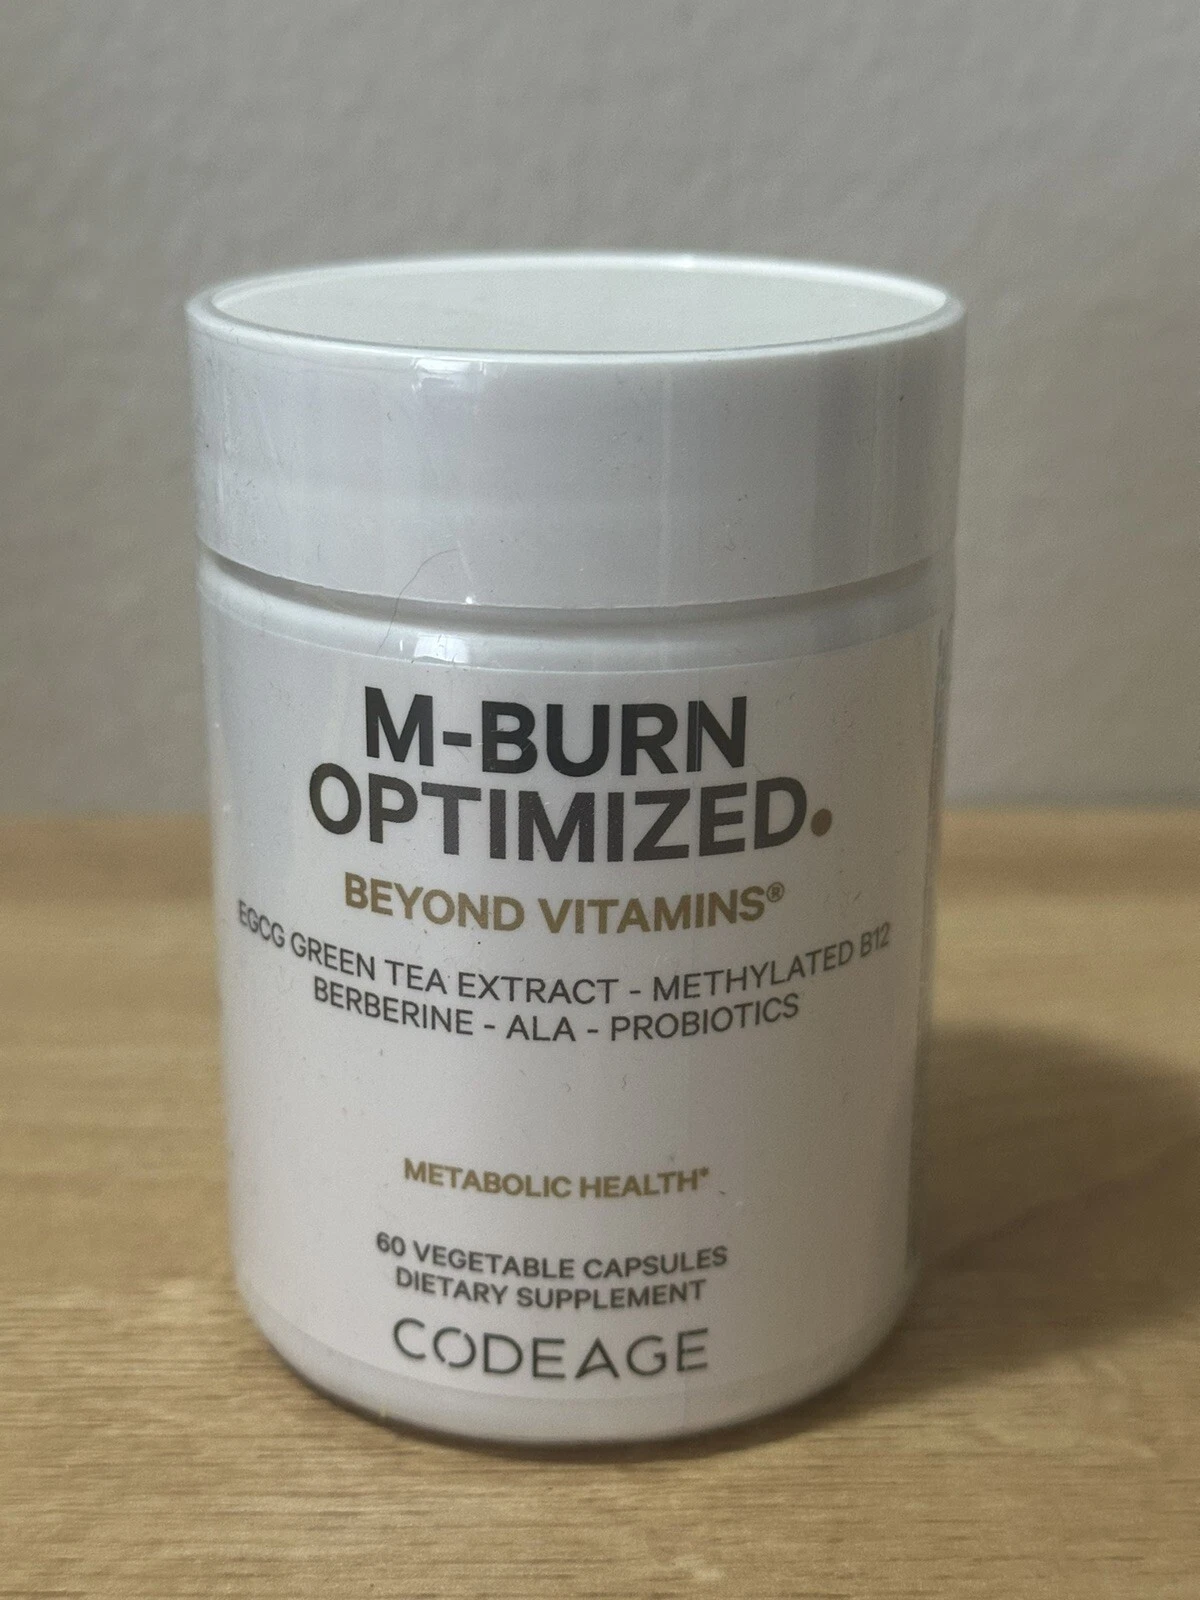 M-BURN
OPTIMIZED.
BEYOND VITAMINS®
EGCG GREEN TEA EXTRACT - METHYLATED B12
BERBERINE - ALA - PROBIOTICS
METABOLIC HEALTH*
60 VEGETABLE CAPSULES
DIETARY SUPPLEMENT
CODEAGE